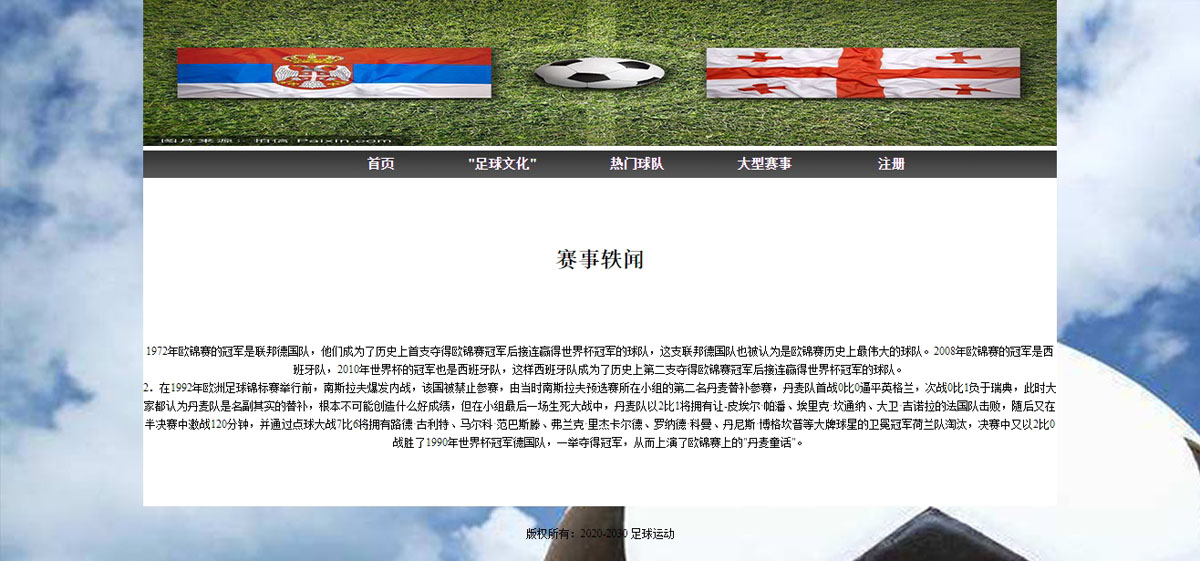 图片来源：拍信 Paixin.com
首页 "足球文化" 热门球队 大型赛事 注册
赛事轶闻
1972年欧锦赛的冠军是联邦德国队，他们成为了历史上首支夺得欧锦赛冠军后接连赢得世界杯冠军的球队，这支联邦德国队也被认为是欧锦赛历史上最伟大的球队。2008年欧锦赛的冠军是西
班牙队，2010年世界杯的冠军也是西班牙队，这样西班牙队成为了历史上第二支夺得欧锦赛冠军后接连赢得世界杯冠军的球队。
2．在1992年欧洲足球锦标赛举行前，南斯拉夫爆发内战，该国被禁止参赛，由当时南斯拉夫预选赛所在小组的第二名丹麦替补参赛，丹麦队首战0比0逼平英格兰，次战0比1负于瑞典，此时大
家都认为丹麦队是名副其实的替补，根本不可能创造什么好成绩，但在小组最后一场生死大战中，丹麦队以2比1将拥有让-皮埃尔·帕潘、埃里克·坎通纳、大卫·吉诺拉的法国队击败，随后又在
半决赛中激战120分钟，并通过点球大战7比6将拥有路德·古利特、马尔科·范巴斯滕、弗兰克·里杰卡尔德、罗纳德·科曼、丹尼斯·博格坎普等大牌球星的卫冕冠军荷兰队淘汰，决赛中又以2比0
战胜了1990年世界杯冠军德国队，一举夺得冠军，从而上演了欧锦赛上的"丹麦童话"。
版权所有：2020-2030 足球运动